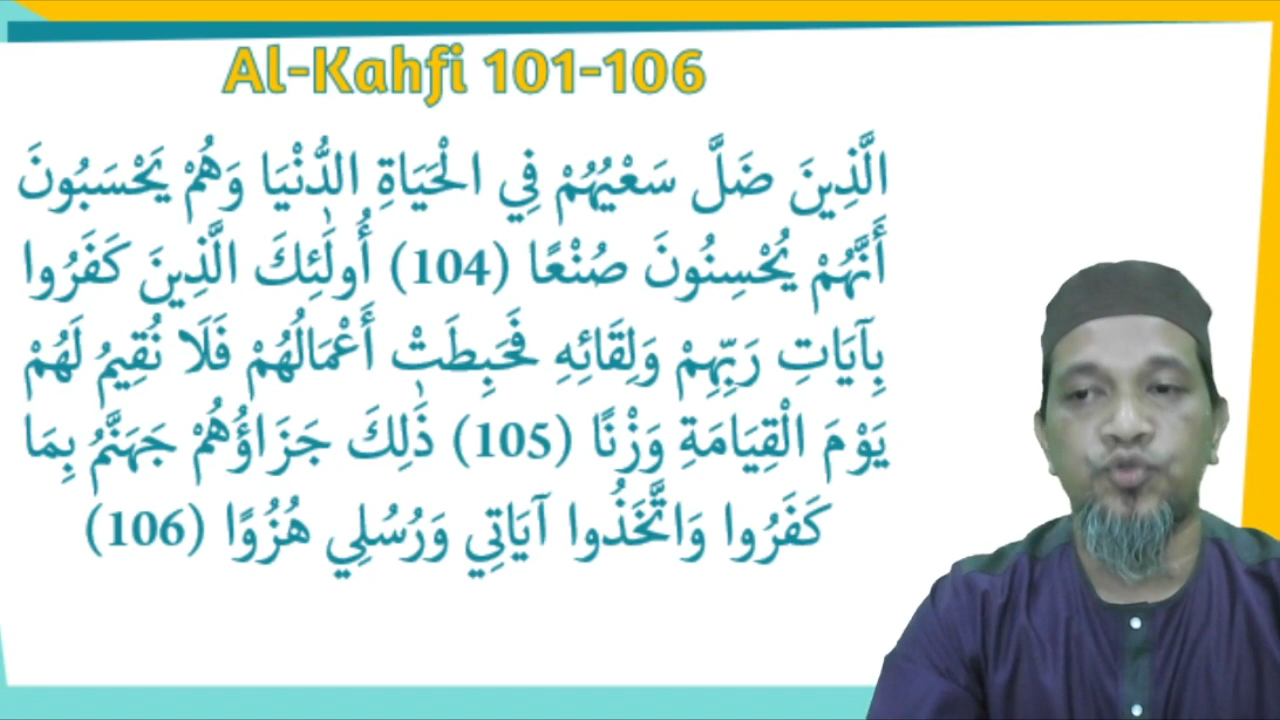 Al-Kahfi 101-106
الَّذِينَ ضَلَّ سَعْيُهُمْ فِي الْحَيَاةِ الدُّنْيَا وَهُمْ يَحْسَبُونَ
أَنَّهُمْ يُحْسِنُونَ صُنْعًا (104) أُولَٰئِكَ الَّذِينَ كَفَرُوا
بِآيَاتِ رَبِّهِمْ وَلِقَائِهِ فَحَبِطَتْ أَعْمَالُهُمْ فَلَا نُقِيمُ لَهُمْ
يَوْمَ الْقِيَامَةِ وَزْنًا (105) ذَٰلِكَ جَزَاؤُهُمْ جَهَنَّمُ بِمَا
كَفَرُوا وَاتَّخَذُوا آيَاتِي وَرُسُلِي هُزُوًا (106)